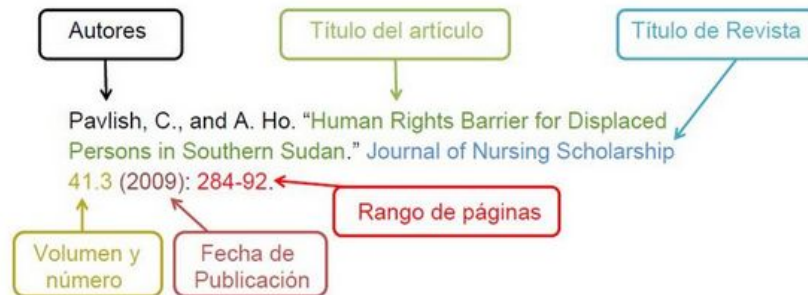 Autores
Título del artículo
Título de Revista
Pavlish, C., and A. Ho. “Human Rights Barrier for Displaced
Persons in Southern Sudan.” Journal of Nursing Scholarship
41.3 (2009): 284-92.
Rango de páginas
Volumen y
número
Fecha de
Publicación